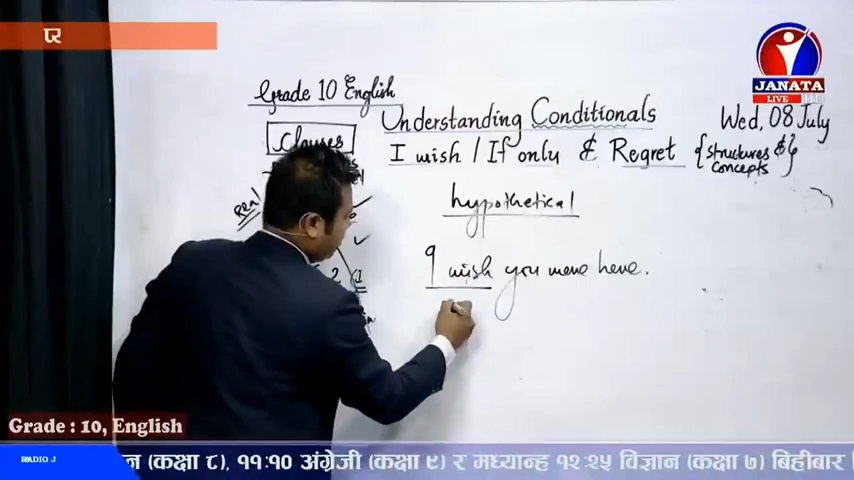 एर
JANATA
LIVE
Grade 10 English
Understanding Conditionals
Wed, 08 July
Clauses
I wish / If only & Regret { structures & }
concepts
Real
hypothetical
I wish you were here.
2
Grade : 10, English
RADIO J
न (कक्षा ८), ११:१० अंग्रेजी (कक्षा ९) र मध्यान्ह १२:२५ विज्ञान (कक्षा ७) बिहीबार